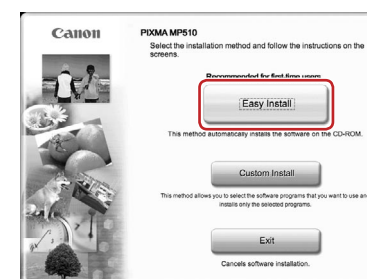 Canon
PIXMA MP510
Select the installation method and follow the instructions on the
screens.
Recommended for first-time users
Easy Install
This method automatically installs the software on the CD-ROM.
Custom Install
This method allows you to select the software programs that you want to use an
installs only the selected programs.
Exit
Cancels software installation.